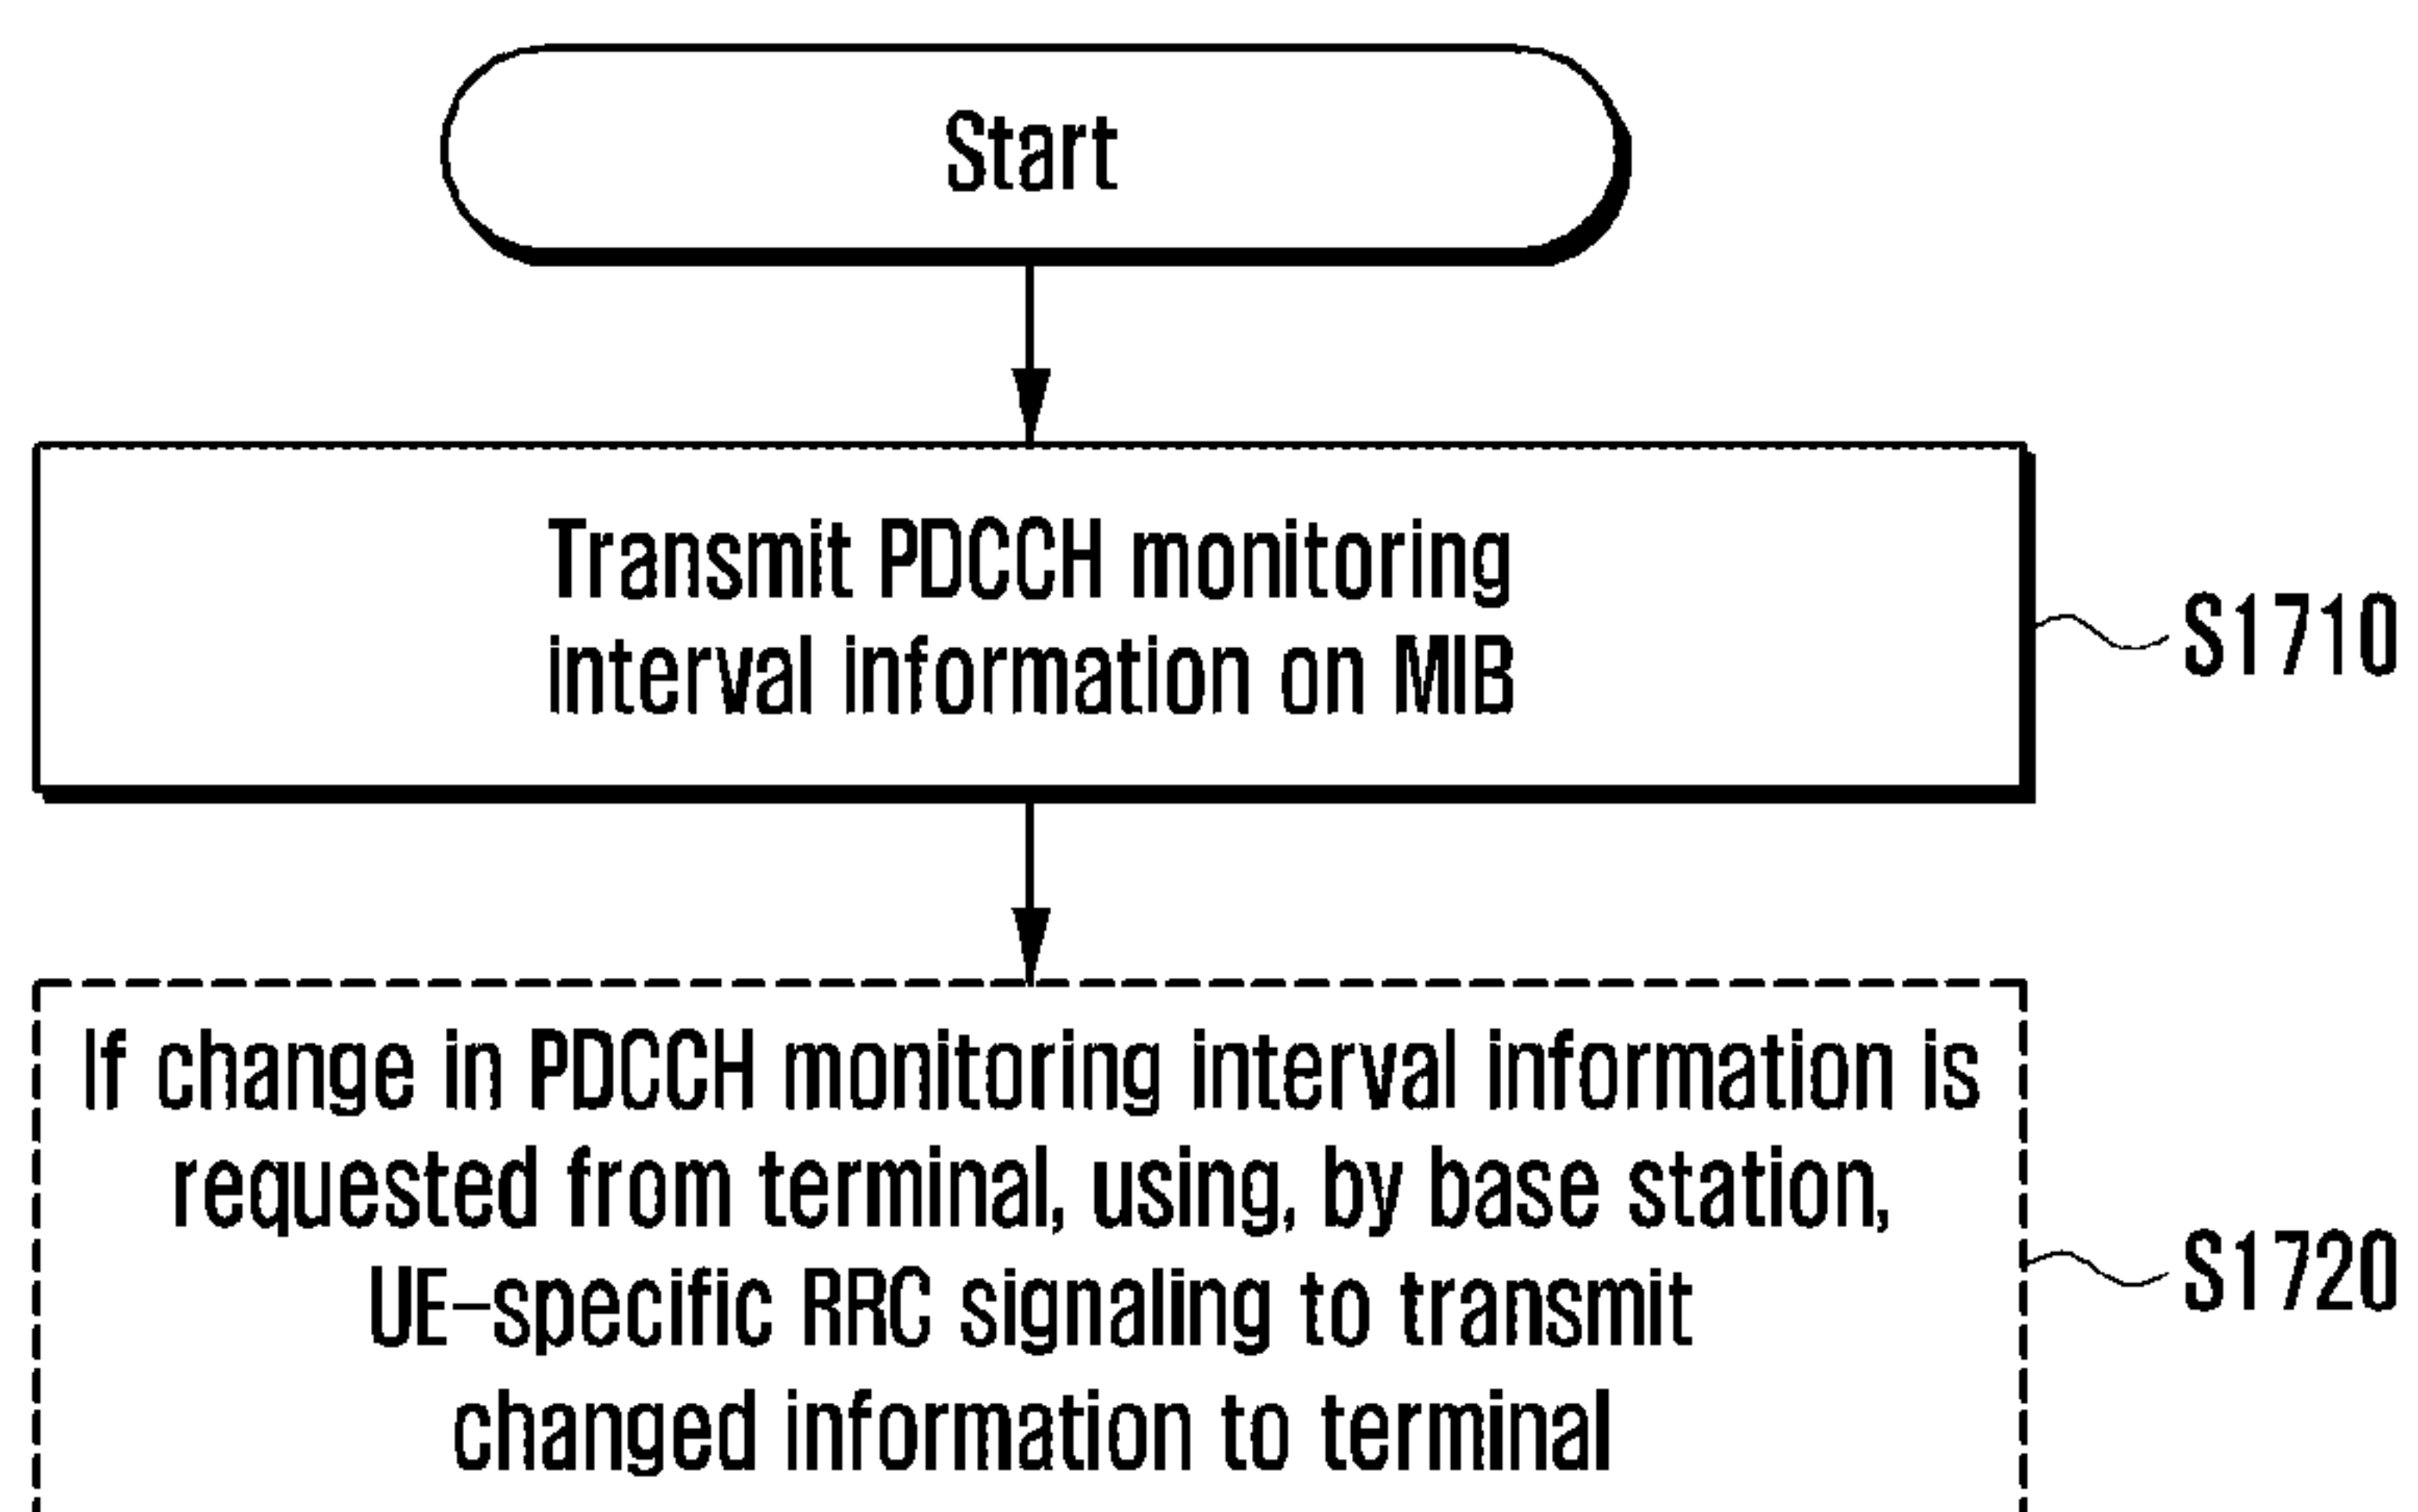 Start
Transmit PDCCH monitoring
interval information on MIB
S1710
If change in PDCCH monitoring interval information is
requested from terminal, using, by base station,
UE-specific RRC signaling to transmit
changed information to terminal
S1720